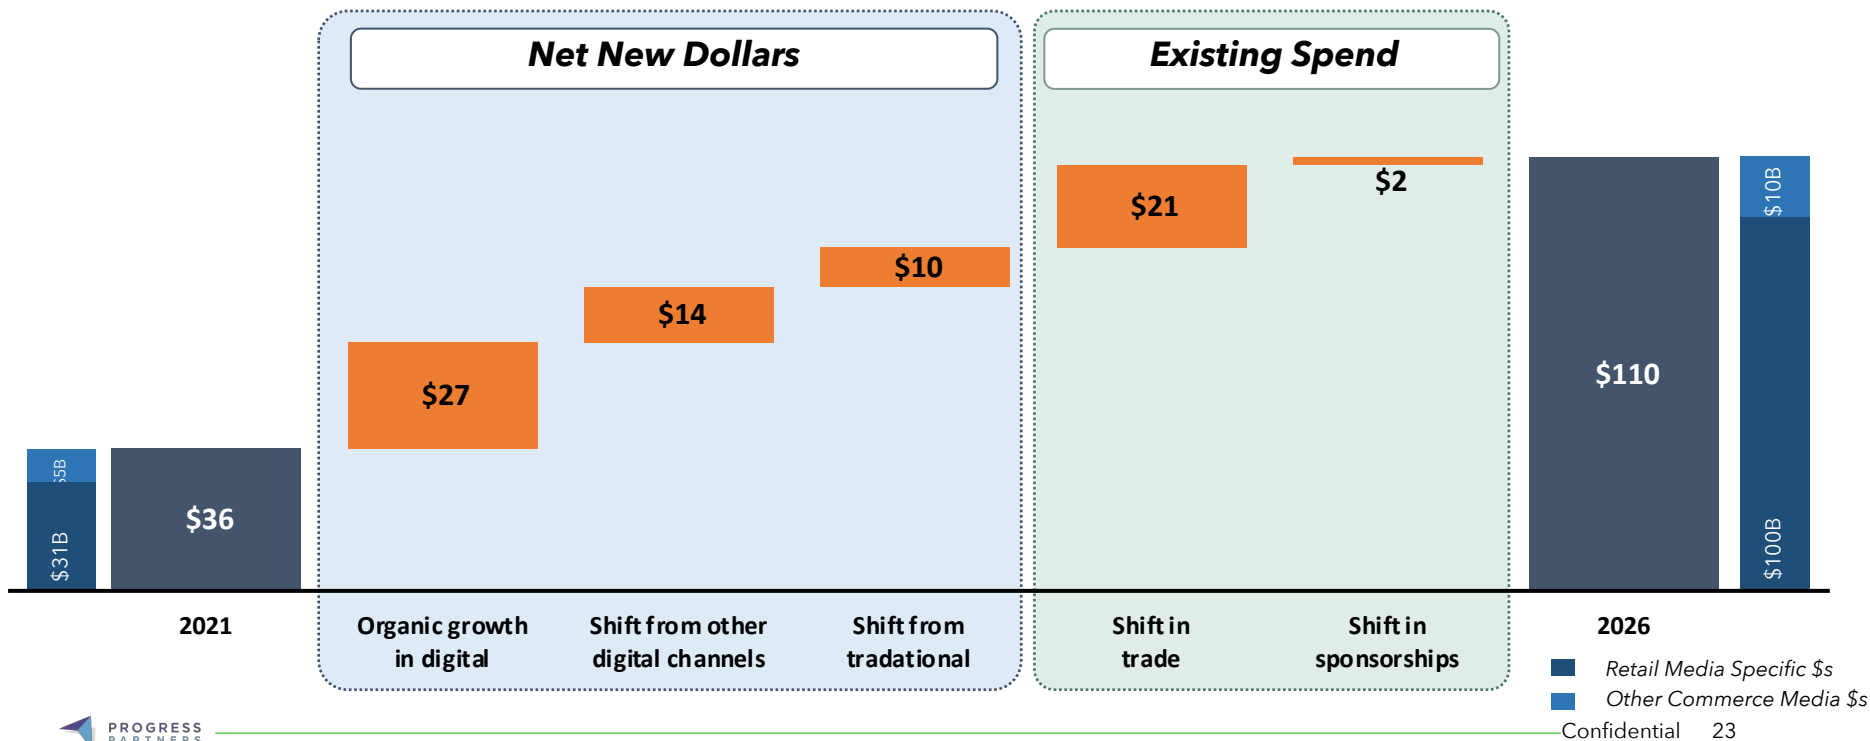 Net New Dollars
Existing Spend
$27
$14
$10
$21
$2
$5B
$31B
$36
$110
$10B
$100B
2021
Organic growth
in digital
Shift from other
digital channels
Shift from
tradational
Shift in
trade
Shift in
sponsorships
2026
Retail Media Specific $s
Other Commerce Media $s
PROGRESS
PARTNERS
Confidential 23